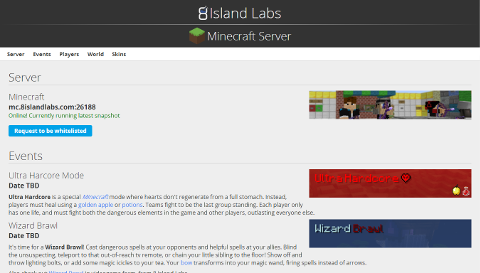 8Island Labs
Minecraft Server
Server Events Players World Skins
Server
Minecraft
mc.8islandlabs.com:26188
Online! Currently running latest snapshot
Request to be whitelisted
Events
Ultra Harcore Mode
Date TBD
Ultra Hardcore
Ultra Hardcore is a special Minecraft mode where hearts don't regenerate from a full stomach. Instead,
players must heal using a golden apple or potions. Teams fight to be the last group standing. Each player only
has one life, and must fight both the dangerous elements in the game and other players, outlasting everyone else.
Wizard Brawl
Date TBD
Wizard Brawl
It's time for a Wizard Brawl! Cast dangerous spells at your opponents and helpful spells at your allies. Blind
the unsuspecting, teleport to that out-of-reach tv remote, or chain your little sibling to the floor! Show off and
throw lighting bolts, or add some magic icicles to your tea. Your bow transforms into your magic wand, firing spells instead of arrows.